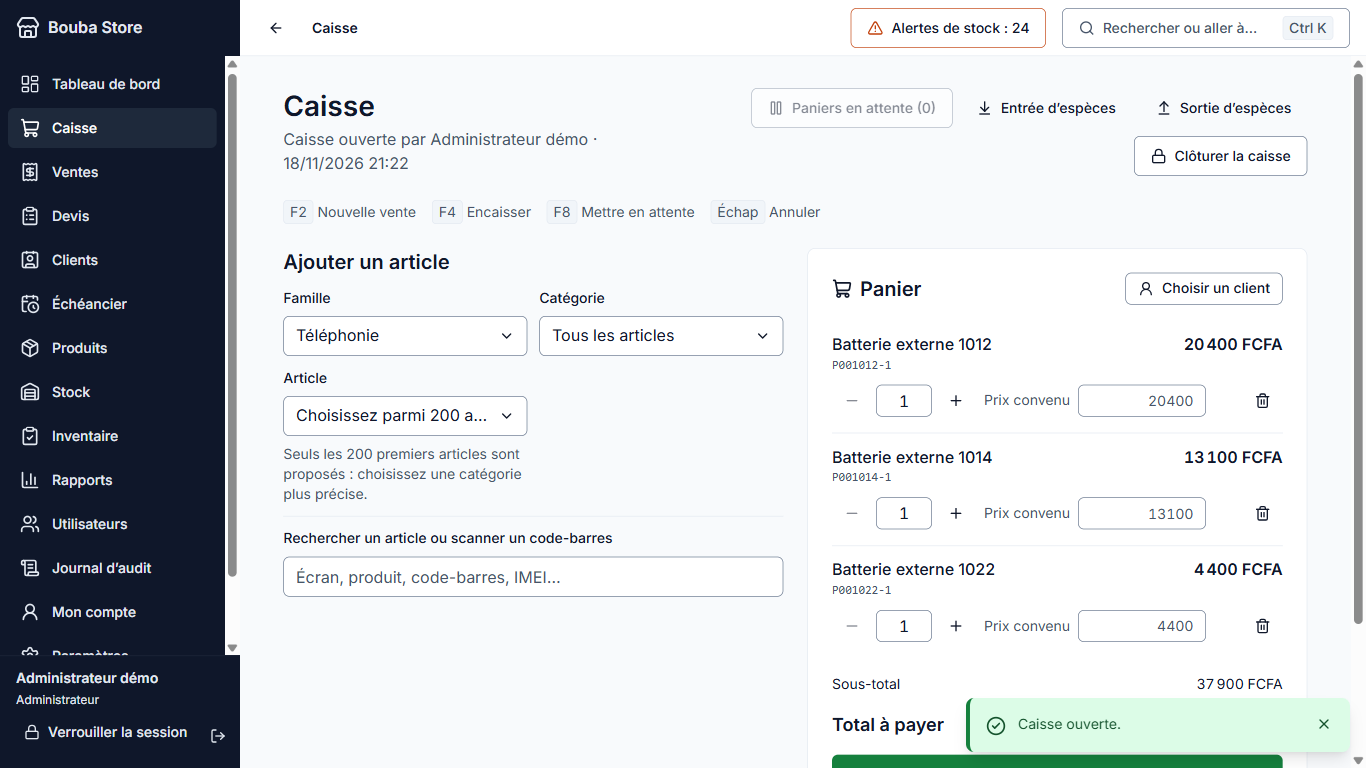 Bouba Store
Caisse
Alertes de stock : 24
Rechercher ou aller à...
Ctrl K
Tableau de bord
Caisse
Ventes
Devis
Clients
Échéancier
Produits
Stock
Inventaire
Rapports
Utilisateurs
Journal d’audit
Mon compte
Paramètres
Administrateur démo
Administrateur
Verrouiller la session
Caisse
Caisse ouverte par Administrateur démo ·
18/11/2026 21:22
Paniers en attente (0)
Entrée d’espèces
Sortie d’espèces
Clôturer la caisse
F2 Nouvelle vente
F4 Encaisser
F8 Mettre en attente
Échap Annuler
Ajouter un article
Famille
Catégorie
Téléphonie
Tous les articles
Article
Choisissez parmi 200 a...
Seuls les 200 premiers articles sont
proposés : choisissez une catégorie
plus précise.
Rechercher un article ou scanner un code-barres
Écran, produit, code-barres, IMEI...
Panier
Choisir un client
Batterie externe 1012
20 400 FCFA
P001012-1
1
Prix convenu
20400
Batterie externe 1014
13 100 FCFA
P001014-1
1
Prix convenu
13100
Batterie externe 1022
4 400 FCFA
P001022-1
1
Prix convenu
4400
Sous-total
37 900 FCFA
Total à payer
Caisse ouverte.